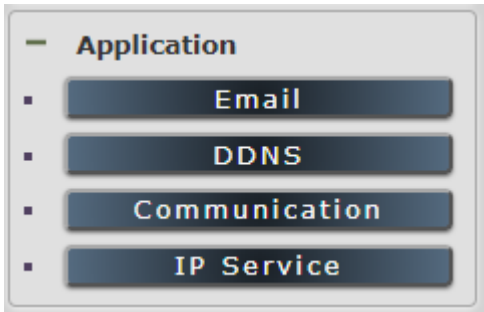 Application
Email
DDNS
Communication
IP Service